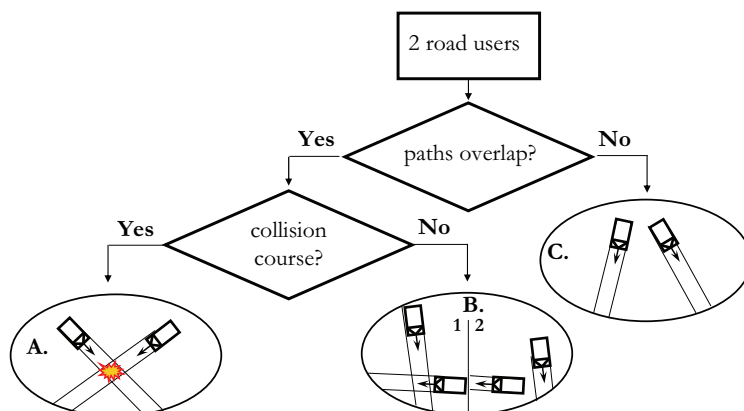 2 road users
Yes
paths overlap?
No
Yes
collision
course?
No
C.
B.
1 2
A.